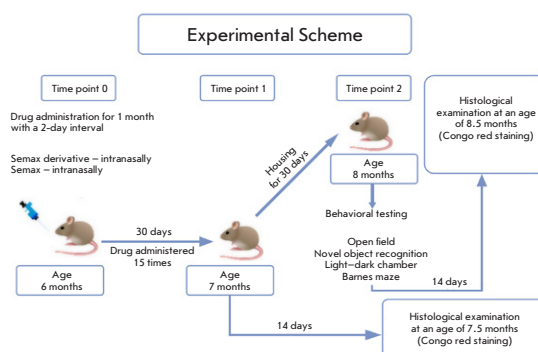 Experimental Scheme
Time point 0
Time point 1
Time point 2
Drug administration for 1 month
with a 2-day interval
Semax derivative – intranasally
Semax – intranasally
Housing
for 30 days
Age
8 months
Histological
examination at an age
of 8.5 months
(Congo red staining)
Behavioral testing
30 days
Drug administered
15 times
Open field
Novel object recognition
Light–dark chamber
Barnes maze
14 days
Age
6 months
Age
7 months
14 days
Histological examination
at an age of 7.5 months
(Congo red staining)